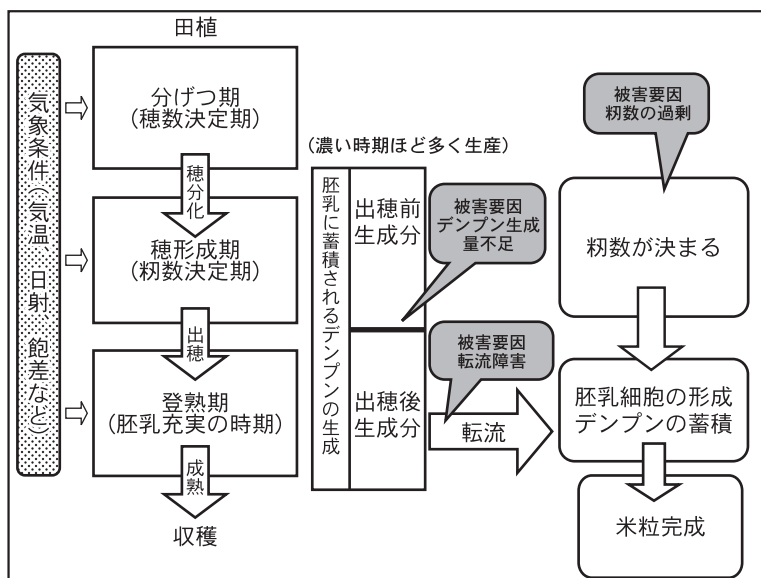 田植
気象条件(気温、日射、飽差など)
分げつ期
(穂数決定期)
穂分化
穂形成期
(籾数決定期)
出穂
登熟期
(胚乳充実の時期)
成熟
収穫
(濃い時期ほど多く生産)
胚乳に蓄積されるデンプンの生成
出穂前
生成分
出穂後
生成分
被害要因
デンプン生成
量不足
被害要因
転流障害
転流
被害要因
籾数の過剰
籾数が決まる
胚乳細胞の形成
デンプンの蓄積
米粒完成